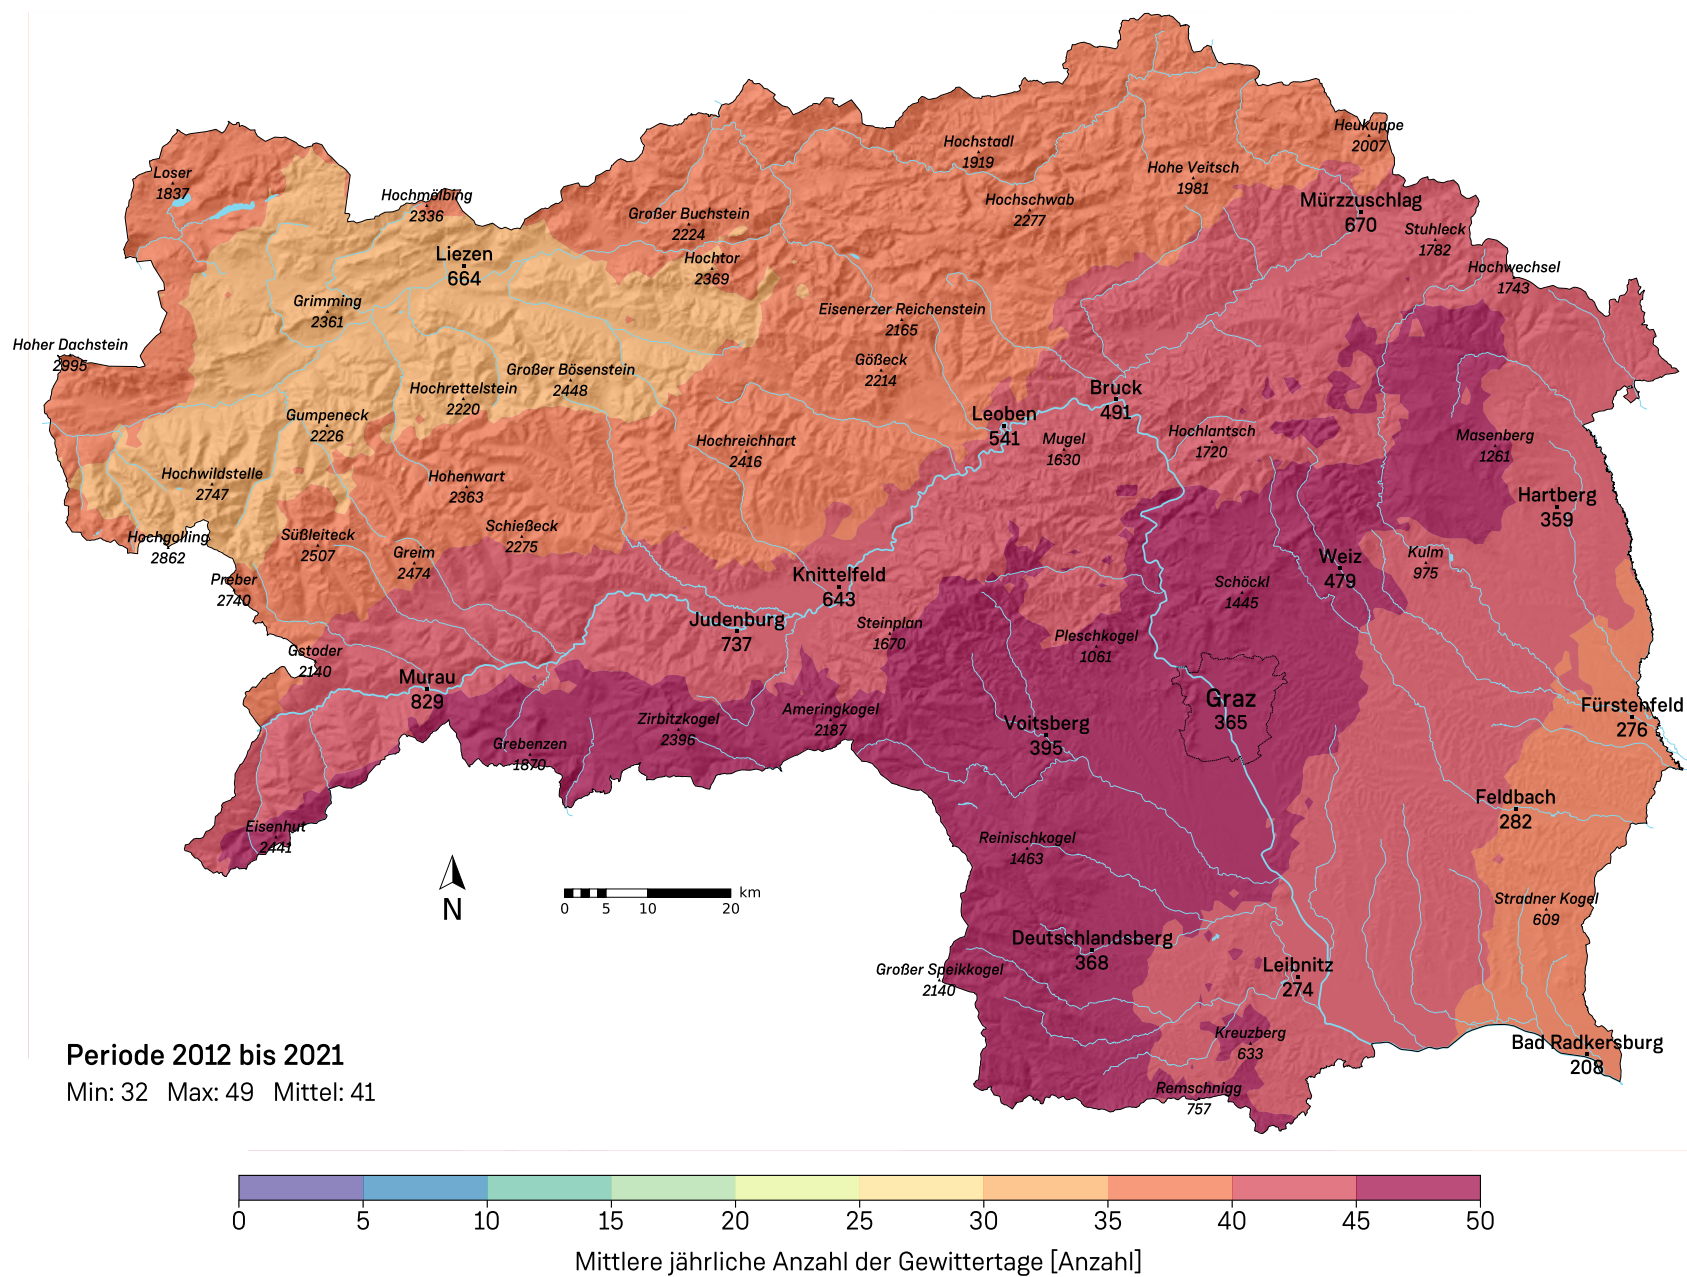 Heukuppe
2007
Hochstadl
1919
Hohe Veitsch
1981
Loser
1837
Hochmölbing
2336
Hochschwab
2277
Mürzzuschlag
670
Großer Buchstein
2224
Stuhleck
1782
Liezen
664
Hochtor
2369
Hochwechsel
1743
Grimming
2361
Eisenerzer Reichenstein
2165
Hoher Dachstein
2995
Gößeck
2214
Großer Bösenstein
2448
Hochrettelstein
2220
Bruck
491
Gumpeneck
2226
Leoben
541
Mugel
1630
Hochlantsch
1720
Masenberg
1261
Hochreichhart
2416
Hochwildstelle
2747
Hohenwart
2363
Hartberg
359
Hochgolling
2862
Süßleiteck
2507
Schießeck
2275
Greim
2474
Weiz
479
Kulm
975
Preber
2740
Knittelfeld
643
Schöckl
1445
Judenburg
737
Steinplan
1670
Pleschkogel
1061
Gstoder
2140
Murau
829
Graz
365
Fürstenfeld
276
Zirbitzkogel
2396
Ameringkogel
2187
Voitsberg
395
Grebenzen
1870
Feldbach
282
Eisenhut
2441
Reinischkogel
1463
N
km
0 5 10 20
Stradner Kogel
609
Deutschlandsberg
368
Großer Speikkogel
2140
Leibnitz
274
Kreuzberg
633
Bad Radkersburg
208
Remschnigg
757
Periode 2012 bis 2021
Min: 32 Max: 49 Mittel: 41
0 5 10 15 20 25 30 35 40 45 50
Mittlere jährliche Anzahl der Gewittertage [Anzahl]